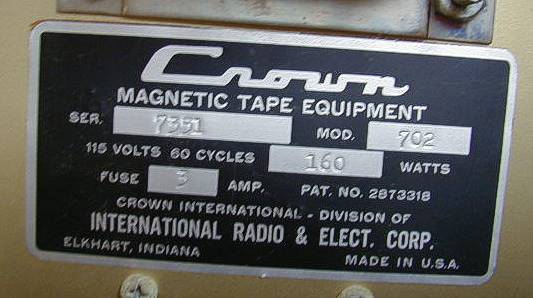 Crown
MAGNETIC TAPE EQUIPMENT
SER. 7351 MOD. 702
115 VOLTS 60 CYCLES 160 WATTS
FUSE 3 AMP. PAT. NO. 2873318
CROWN INTERNATIONAL - DIVISION OF
INTERNATIONAL RADIO & ELECT. CORP.
ELKHART, INDIANA MADE IN U.S.A.